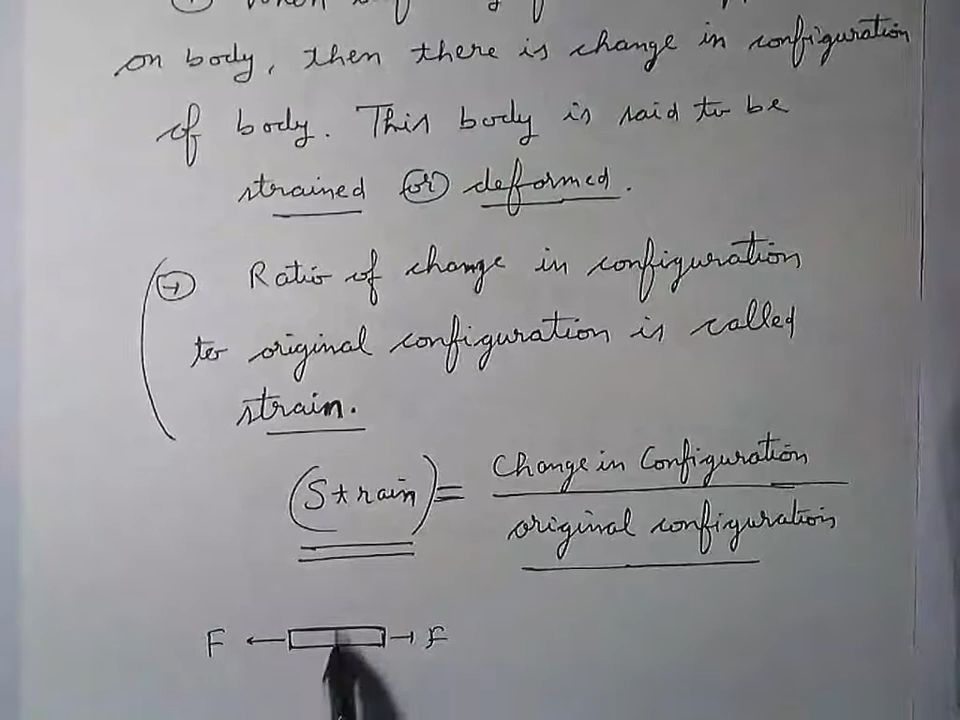 on body, then there is change in configuration
of body. This body is said to be
strained (or) deformed.
→ Ratio of change in configuration
to original configuration is called
strain.
(Strain) = Change in Configuration
original configuration
F ← → F